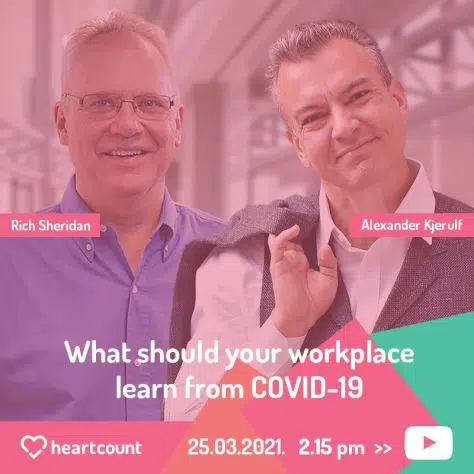 Rich Sheridan
Alexander Kjerulf
What should your workplace
learn from COVID-19
heartcount
25.03.2021. 2.15 pm >>